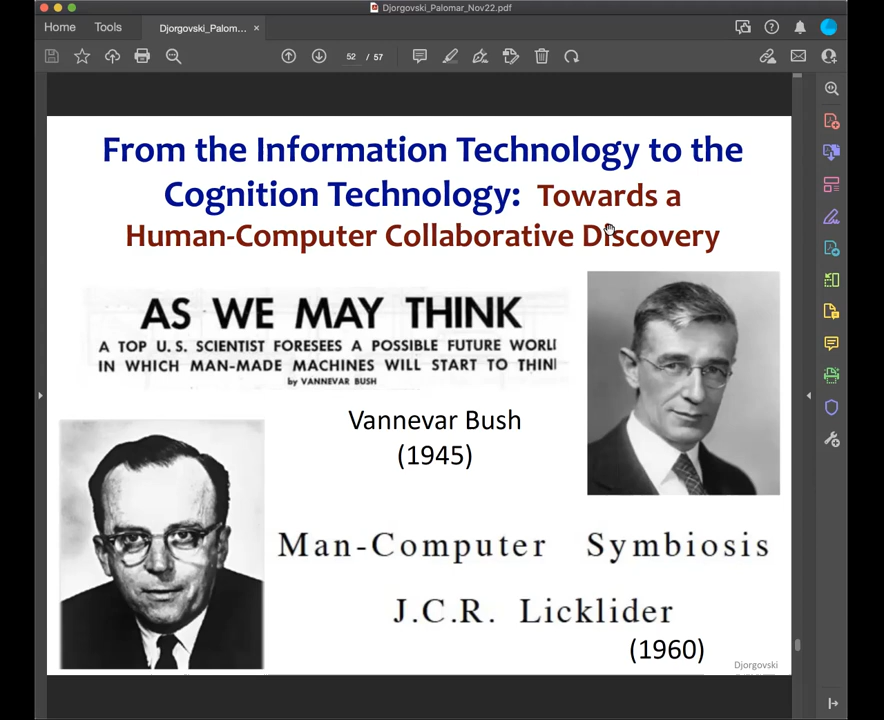 Djorgovski_Palomar_Nov22.pdf
Home Tools Djorgovski_Palom... ×
52 / 57
From the Information Technology to the
Cognition Technology: Towards a
Human-Computer Collaborative Discovery
AS WE MAY THINK
A TOP U.S. SCIENTIST FORESEES A POSSIBLE FUTURE WORL
IN WHICH MAN-MADE MACHINES WILL START TO THIN
by VANNEVAR BUSH
Vannevar Bush
(1945)
Man-Computer Symbiosis
J.C.R. Licklider
(1960)
Djorgovski